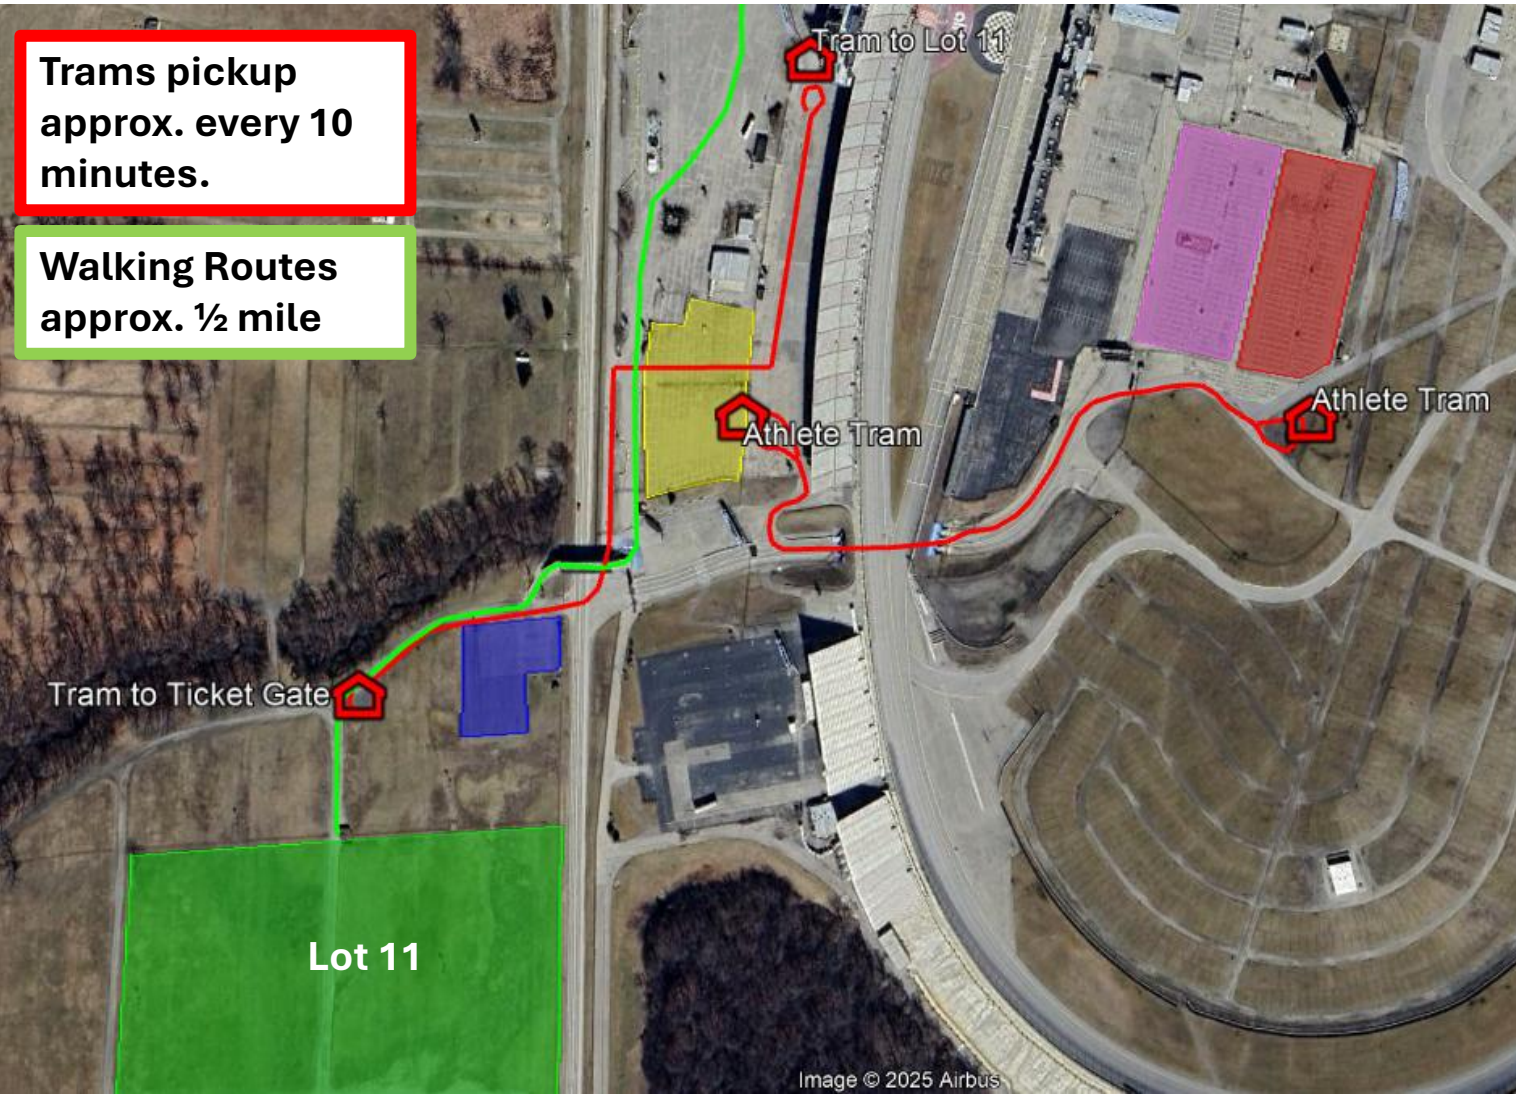 Trams pickup
approx. every 10
minutes.
Walking Routes
approx. ½ mile
Tram to Lot 11
Athlete Tram
Athlete Tram
Tram to Ticket Gate
Lot 11
Image © 2025 Airbus